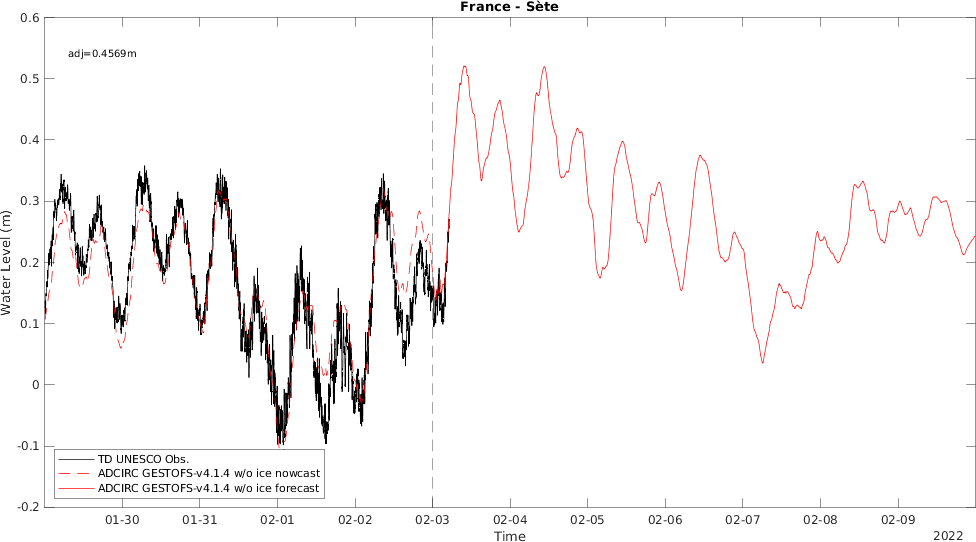 France - Sète
adj=0.4569m
Water Level (m)
0.6
0.5
0.4
0.3
0.2
0.1
0
-0.1
-0.2
TD UNESCO Obs.
ADCIRC GESTOFS-v4.1.4 w/o ice nowcast
ADCIRC GESTOFS-v4.1.4 w/o ice forecast
01-30 01-31 02-01 02-02 02-03 02-04 02-05 02-06 02-07 02-08 02-09
Time
2022